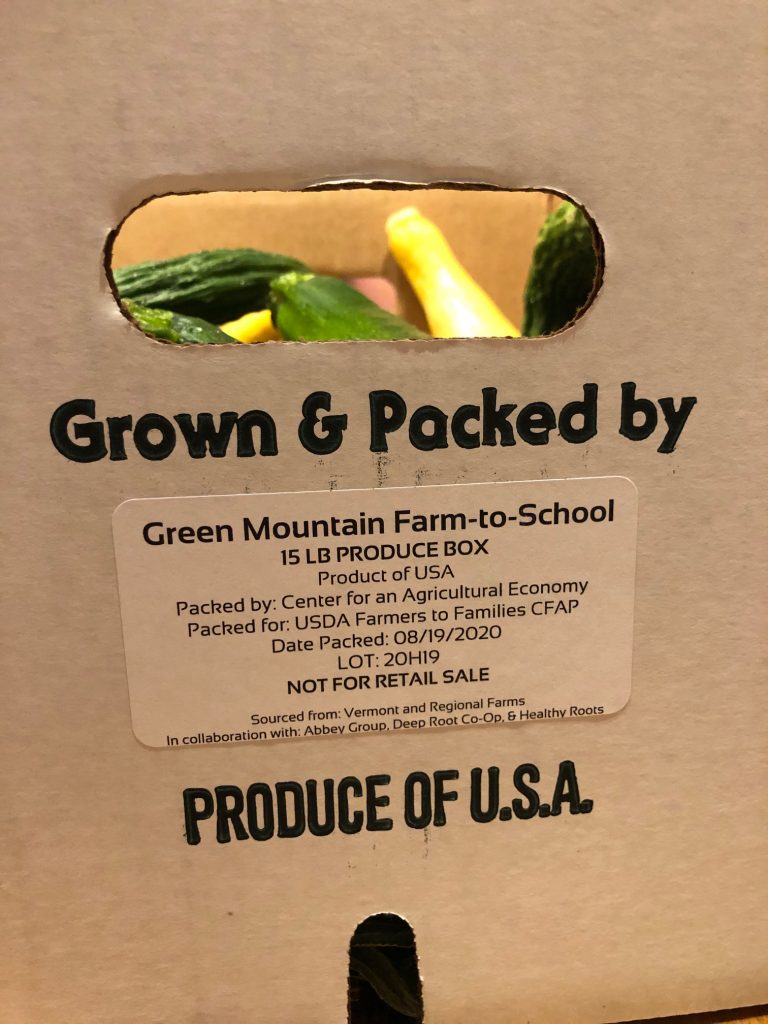 Grown & Packed by
Green Mountain Farm-to-School
15 LB PRODUCE BOX
Product of USA
Packed by: Center for an Agricultural Economy
Packed for: USDA Farmers to Families CFAP
Date Packed: 08/19/2020
LOT: 20H19
NOT FOR RETAIL SALE
Sourced from: Vermont and Regional Farms
In collaboration with: Abbey Group, Deep Root Co-Op, & Healthy Roots
PRODUCE OF U.S.A.